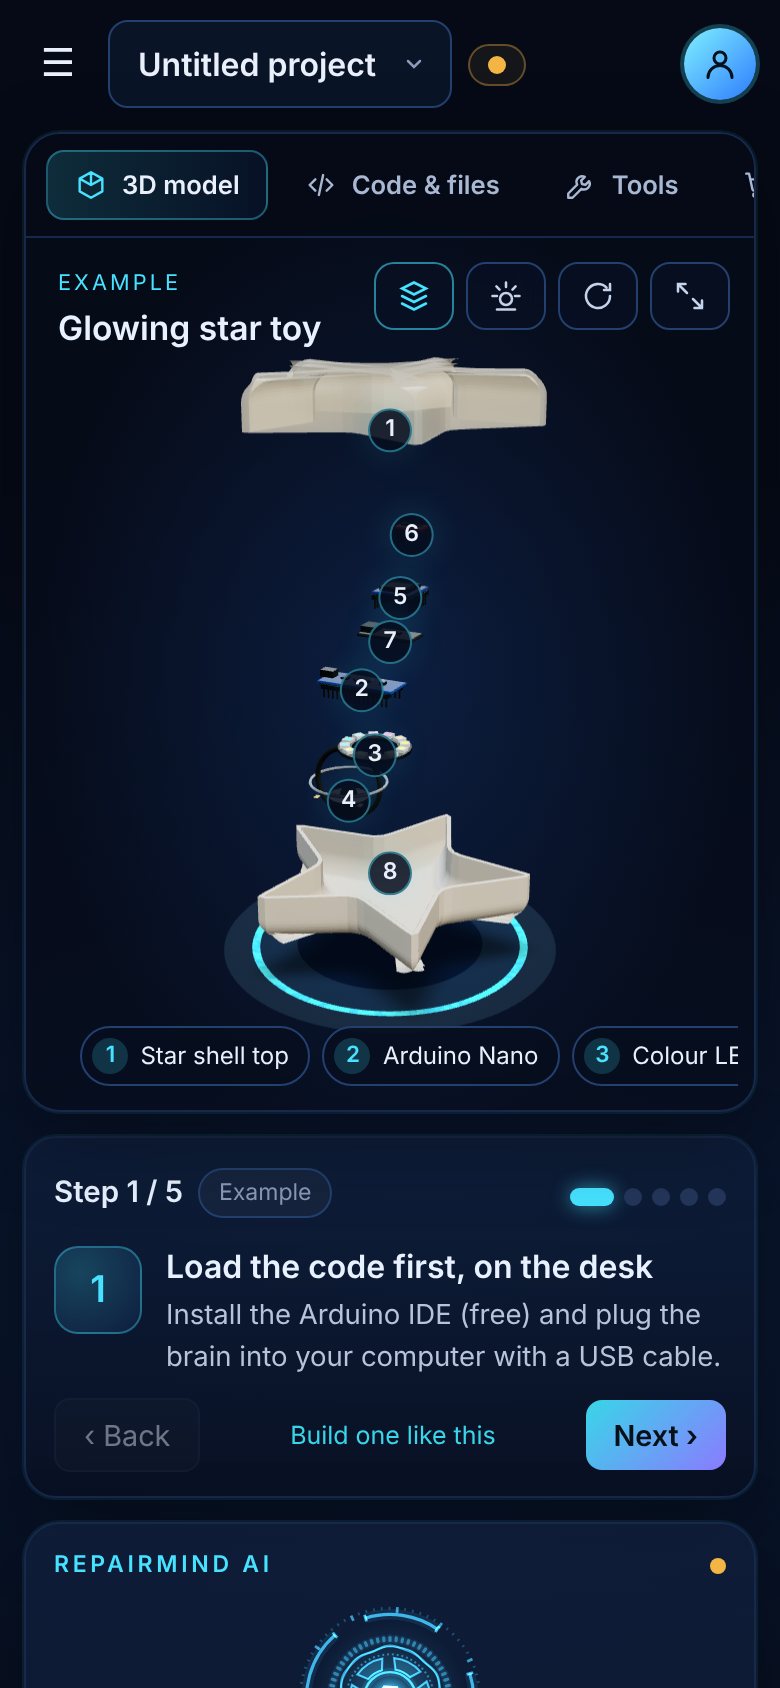 Untitled project
3D model
Code & files
Tools
EXAMPLE
Glowing star toy
1
6
5
7
2
3
4
8
1 Star shell top
2 Arduino Nano
3 Colour LE
Step 1 / 5
Example
1
Load the code first, on the desk
Install the Arduino IDE (free) and plug the
brain into your computer with a USB cable.
‹ Back
Build one like this
Next ›
REPAIRMIND AI